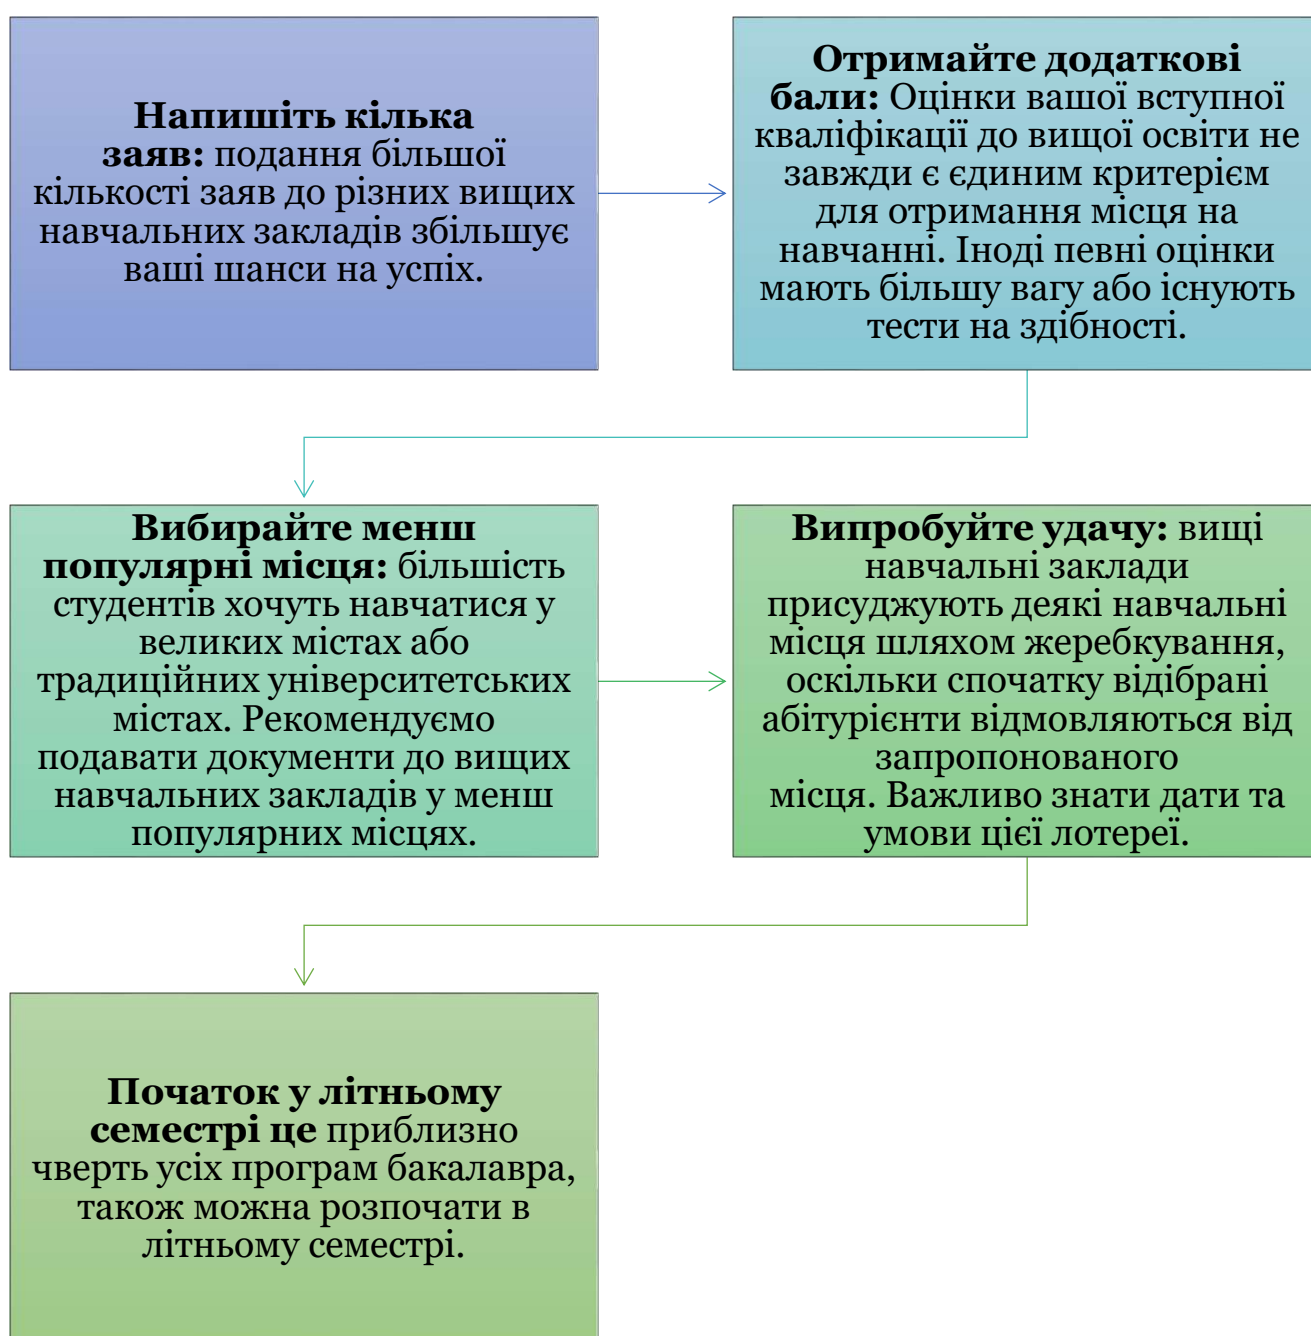 Напишіть кілька
заяв: подання більшої
кількості заяв до різних вищих
навчальних закладів збільшує
ваші шанси на успіх.
Отримайте додаткові
бали: Оцінки вашої вступної
кваліфікації до вищої освіти не
завжди є єдиним критерієм
для отримання місця на
навчанні. Іноді певні оцінки
мають більшу вагу або існують
тести на здібності.
Вибирайте менш
популярні місця: більшість
студентів хочуть навчатися у
великих містах або
традиційних університетських
містах. Рекомендуємо
подавати документи до вищих
навчальних закладів у менш
популярних місцях.
Випробуйте удачу: вищі
навчальні заклади
присуджують деякі навчальні
місця шляхом жеребкування,
оскільки спочатку відібрані
абітурієнти відмовляються від
запропонованого
місця. Важливо знати дати та
умови цієї лотереї.
Початок у літньому
семестрі це приблизно
чверть усіх програм бакалавра,
також можна розпочати в
літньому семестрі.